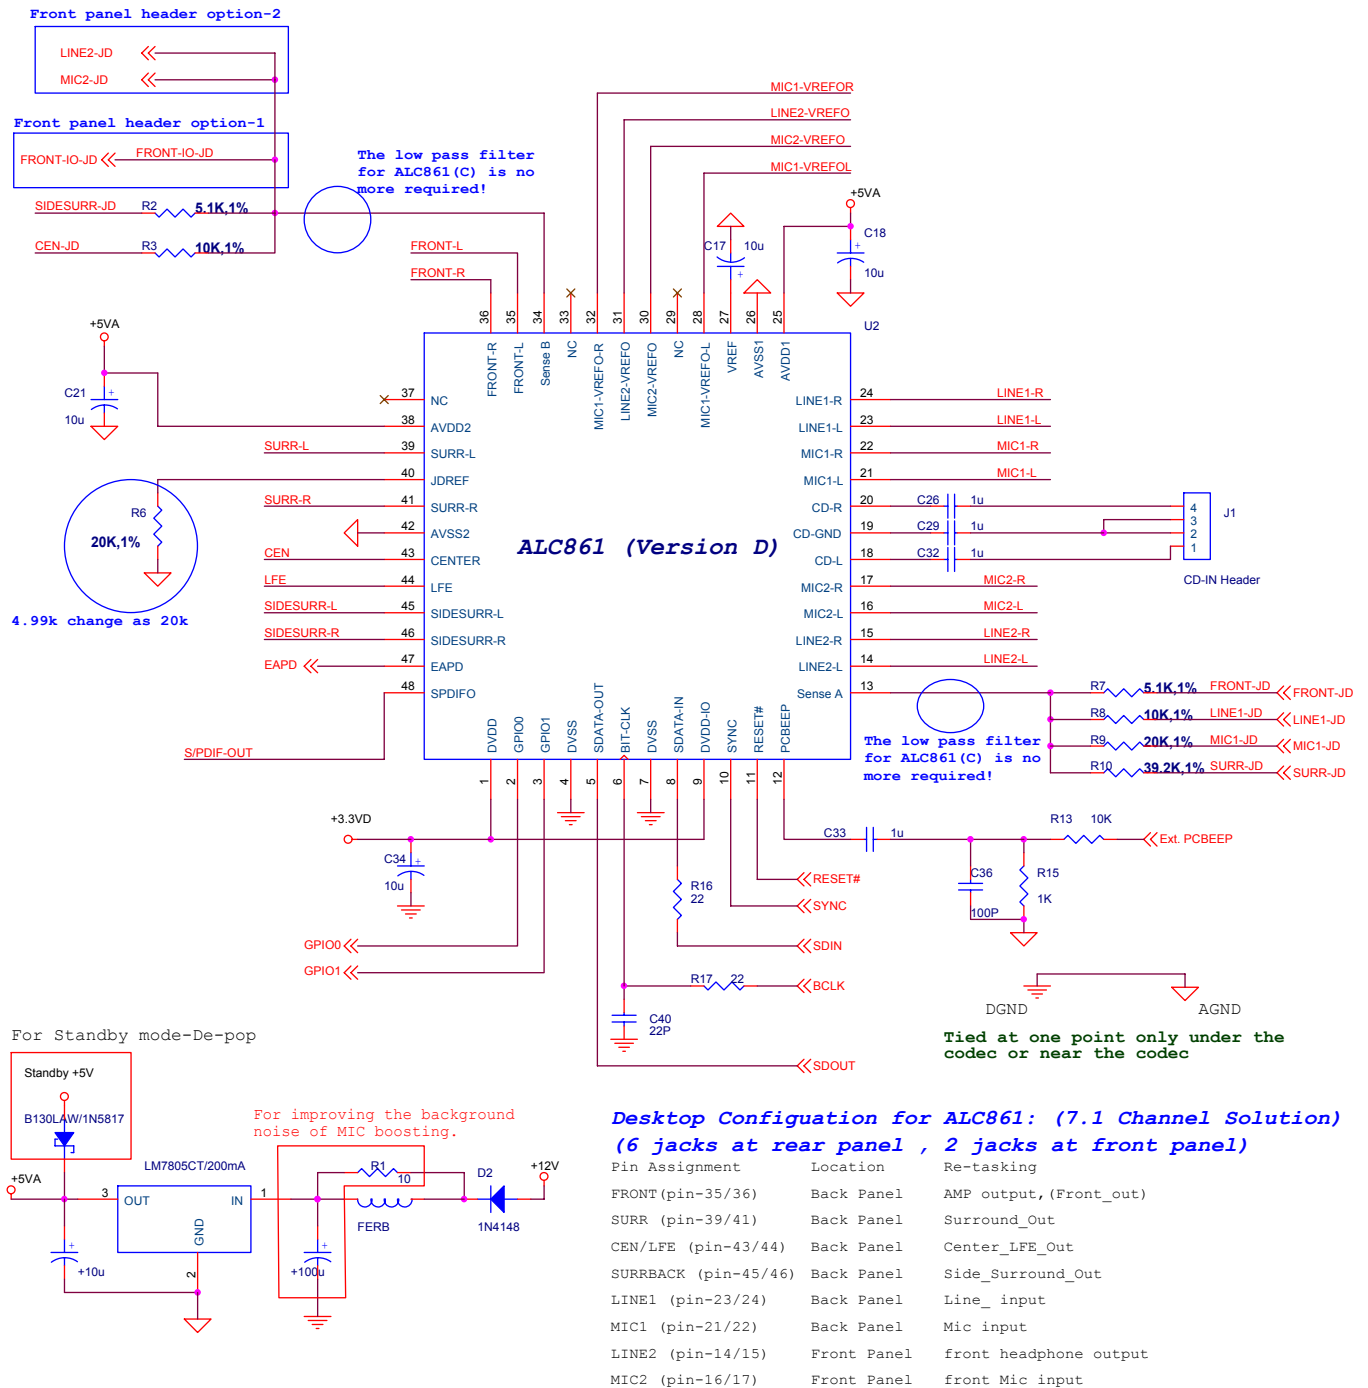 Front panel header option-2
LINE2-JD
MIC2-JD
Front panel header option-1
FRONT-IO-JD
FRONT-IO-JD
SIDESURR-JD
R2
5.1K,1%
CEN-JD
R3
10K,1%
The low pass filter
for ALC861(C) is no
more required!
MIC1-VREFOR
LINE2-VREFO
MIC2-VREFO
MIC1-VREFOL
+5VA
C17
10u
C18
10u
FRONT-L
FRONT-R
36
35
34
33
32
31
30
29
28
27
26
25
U2
FRONT-R
FRONT-L
Sense B
NC
MIC1-VREFO-R
LINE2-VREFO
MIC2-VREFO
NC
MIC1-VREFO-L
VREF
AVSS1
AVDD1
+5VA
C21
10u
37
NC
38
AVDD2
SURR-L
39
SURR-L
40
JDREF
R6
20K,1%
4.99k change as 20k
SURR-R
41
SURR-R
42
AVSS2
CEN
43
CENTER
LFE
44
LFE
SIDESURR-L
45
SIDESURR-L
SIDESURR-R
46
SIDESURR-R
EAPD
47
EAPD
48
SPDIFO
S/PDIF-OUT
ALC861 (Version D)
LINE1-R
24
LINE1-R
LINE1-L
23
LINE1-L
MIC1-R
22
MIC1-R
MIC1-L
21
MIC1-L
CD-R
20
C26
1u
CD-GND
19
C29
1u
CD-L
18
C32
1u
4
3
2
1
J1
CD-IN Header
MIC2-R
17
MIC2-R
MIC2-L
16
MIC2-L
LINE2-R
15
LINE2-R
LINE2-L
14
LINE2-L
Sense A
13
R7
5.1K,1%
FRONT-JD
FRONT-JD
R8
10K,1%
LINE1-JD
LINE1-JD
R9
20K,1%
MIC1-JD
MIC1-JD
R10
39.2K,1%
SURR-JD
SURR-JD
The low pass filter
for ALC861(C) is no
more required!
DVDD
GPIO0
GPIO1
DVSS
SDATA-OUT
BIT-CLK
DVSS
SDATA-IN
DVDD-IO
SYNC
RESET#
PCBEEP
1
2
3
4
5
6
7
8
9
10
11
12
+3.3VD
C34
10u
C33
1u
R13
10K
Ext. PCBEEP
C36
100P
R15
1K
R16
22
RESET#
SYNC
GPIO0
SDIN
GPIO1
R17
22
BCLK
C40
22P
SDOUT
DGND
AGND
Tied at one point only under the
codec or near the codec
For Standby mode-De-pop
Standby +5V
B130LAW/1N5817
+5VA
LM7805CT/200mA
3
OUT
IN
1
GND
2
+10u
For improving the background
noise of MIC boosting.
R1
10
FERB
+100u
D2
1N4148
+12V
Desktop Configuation for ALC861: (7.1 Channel Solution)
(6 jacks at rear panel , 2 jacks at front panel)
Pin Assignment Location Re-tasking
FRONT(pin-35/36) Back Panel AMP output,(Front_out)
SURR (pin-39/41) Back Panel Surround_Out
CEN/LFE (pin-43/44) Back Panel Center_LFE_Out
SURRBACK (pin-45/46) Back Panel Side_Surround_Out
LINE1 (pin-23/24) Back Panel Line_ input
MIC1 (pin-21/22) Back Panel Mic input
LINE2 (pin-14/15) Front Panel front headphone output
MIC2 (pin-16/17) Front Panel front Mic input